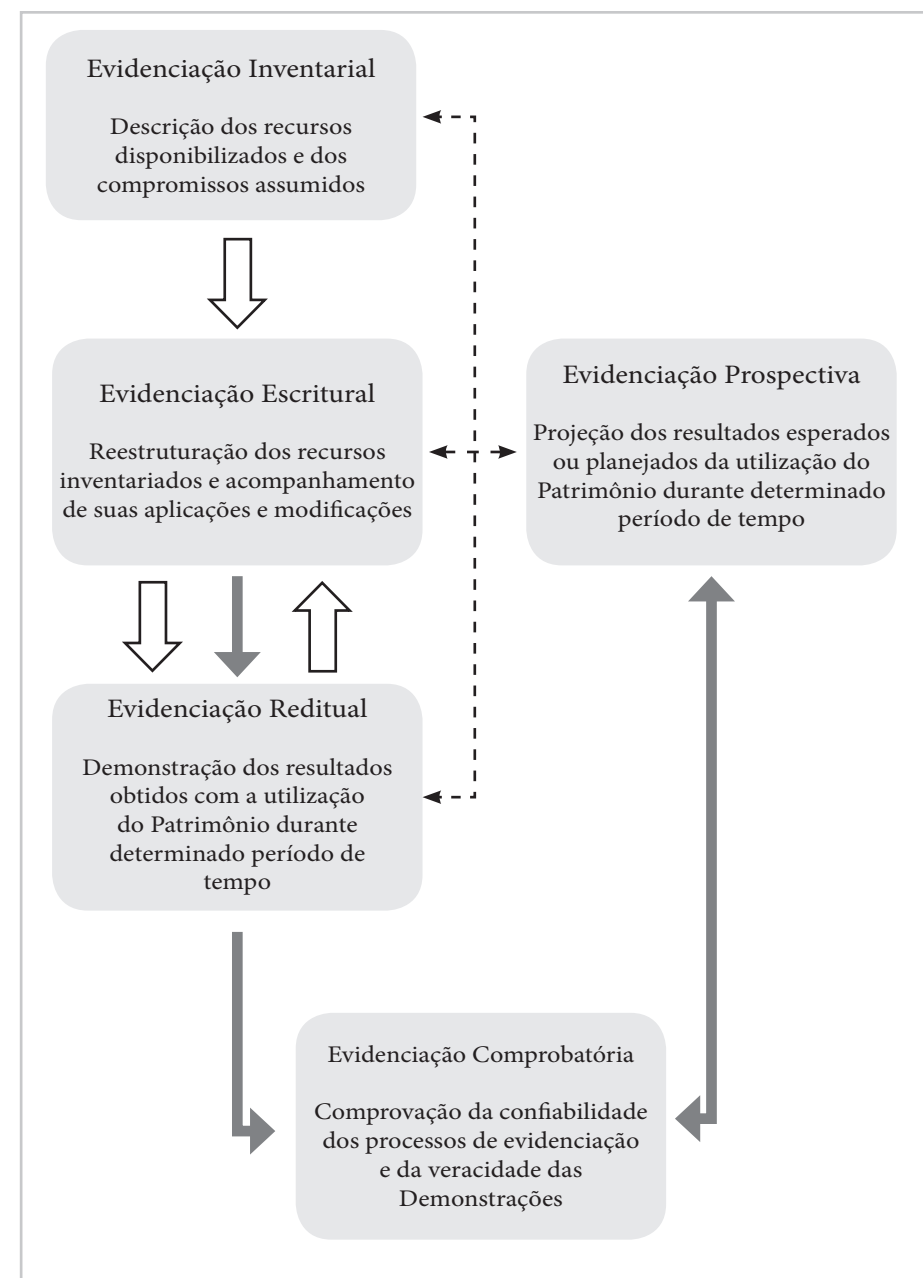 Evidenciação Inventarial
Descrição dos recursos
disponibilizados e dos
compromissos assumidos
Evidenciação Escritural
Reestruturação dos recursos
inventariados e acompanhamento
de suas aplicações e modificações
Evidenciação Prospectiva
Projeção dos resultados esperados
ou planejados da utilização do
Patrimônio durante determinado
período de tempo
Evidenciação Reditual
Demonstração dos resultados
obtidos com a utilização
do Patrimônio durante
determinado período de
tempo
Evidenciação Comprobatória
Comprovação da confiabilidade
dos processos de evidenciação
e da veracidade das
Demonstrações